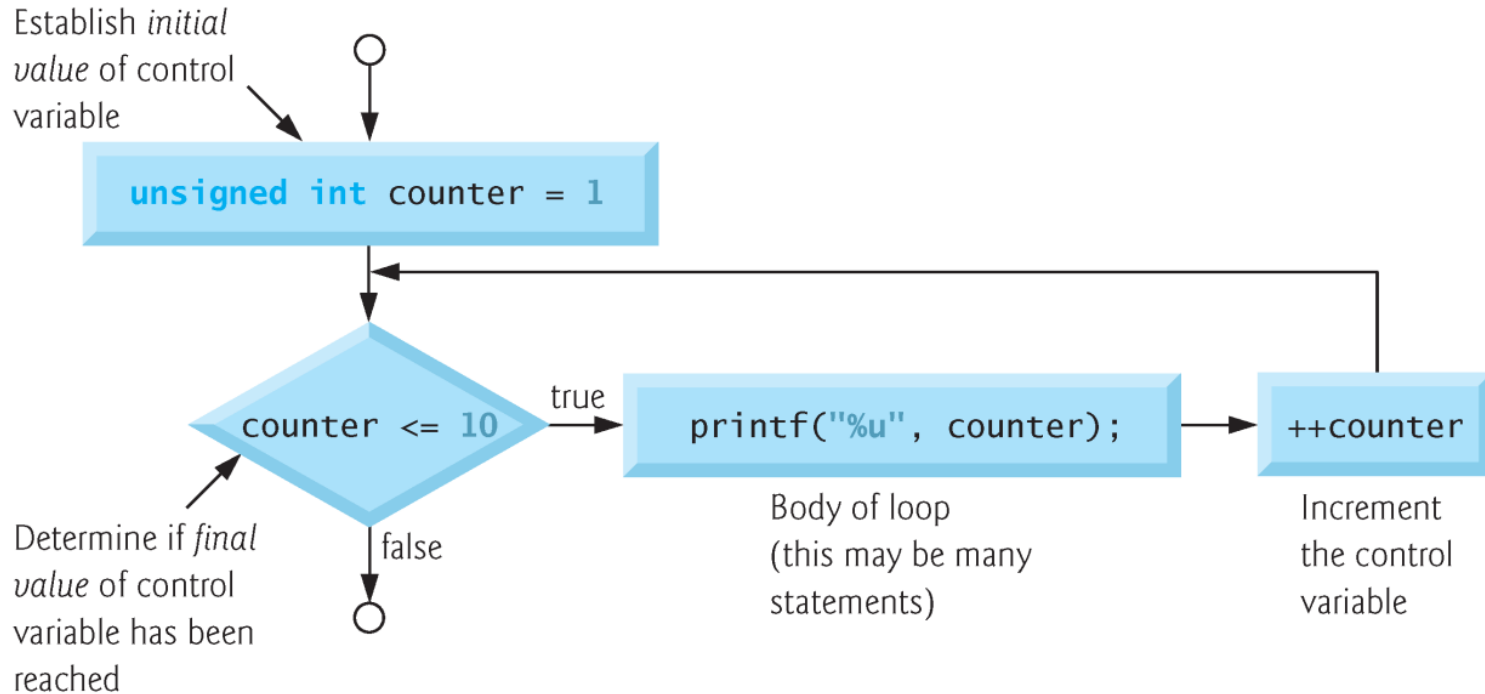 Establish initial
value of control
variable
unsigned int counter = 1
counter <= 10
true
printf("%u", counter);
++counter
Body of loop
(this may be many
statements)
Increment
the control
variable
false
Determine if final
value of control
variable has been
reached